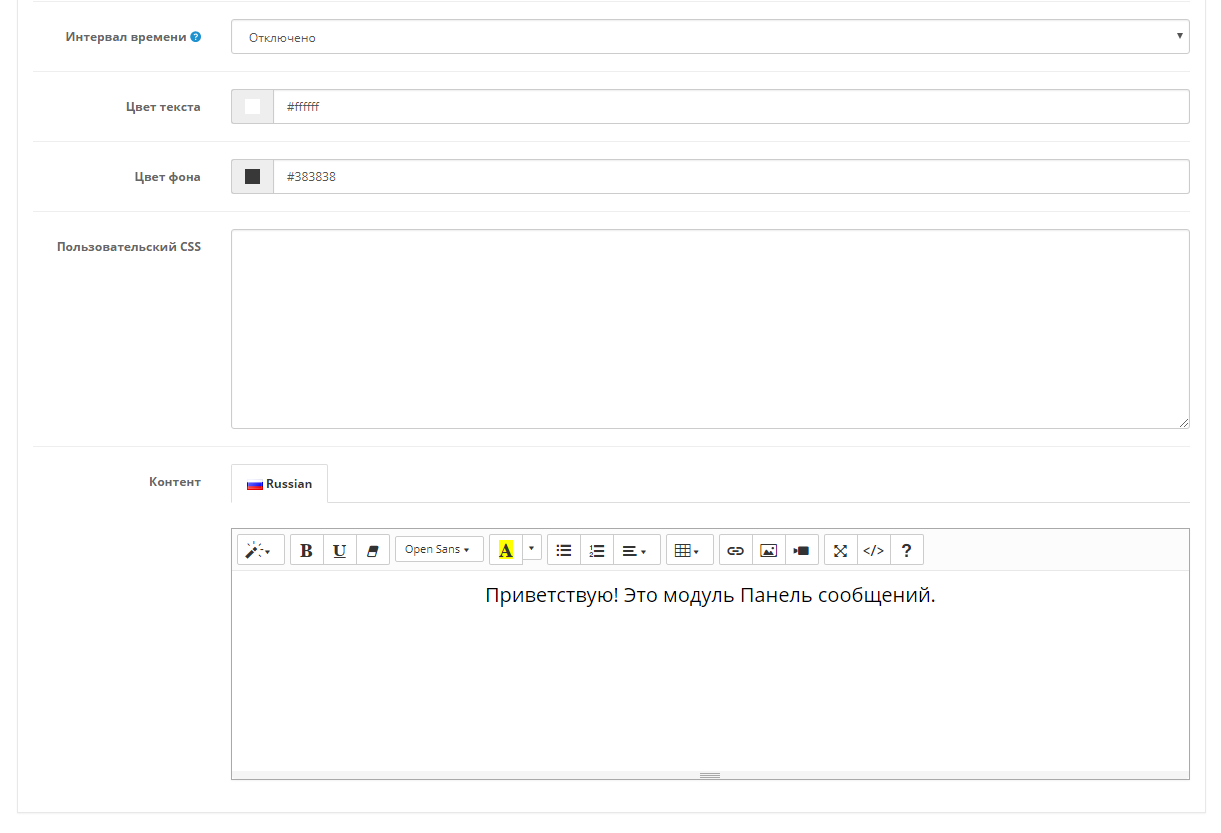 Интервал времени ?
Отключено
Цвет текста
#ffffff
Цвет фона
#383838
Пользовательский CSS
Контент
Russian
B U Open Sans A </> ?
Приветствую! Это модуль Панель сообщений.